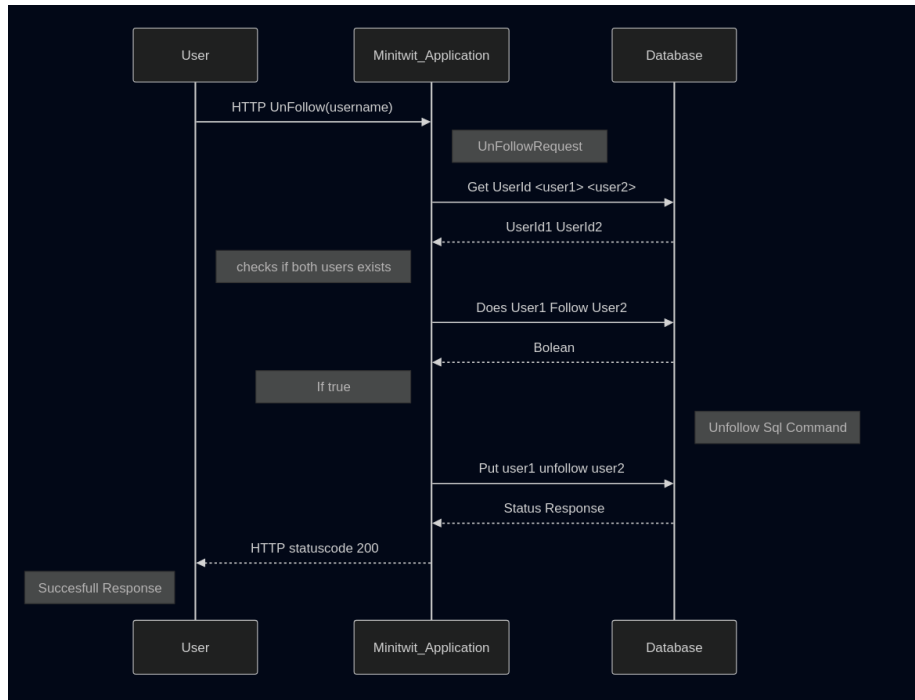 User
Minitwit_Application
Database
HTTP UnFollow(username)
UnFollowRequest
Get UserId <user1> <user2>
UserId1 UserId2
checks if both users exists
Does User1 Follow User2
Bolean
If true
Unfollow Sql Command
Put user1 unfollow user2
Status Response
HTTP statuscode 200
Succesfull Response
User
Minitwit_Application
Database